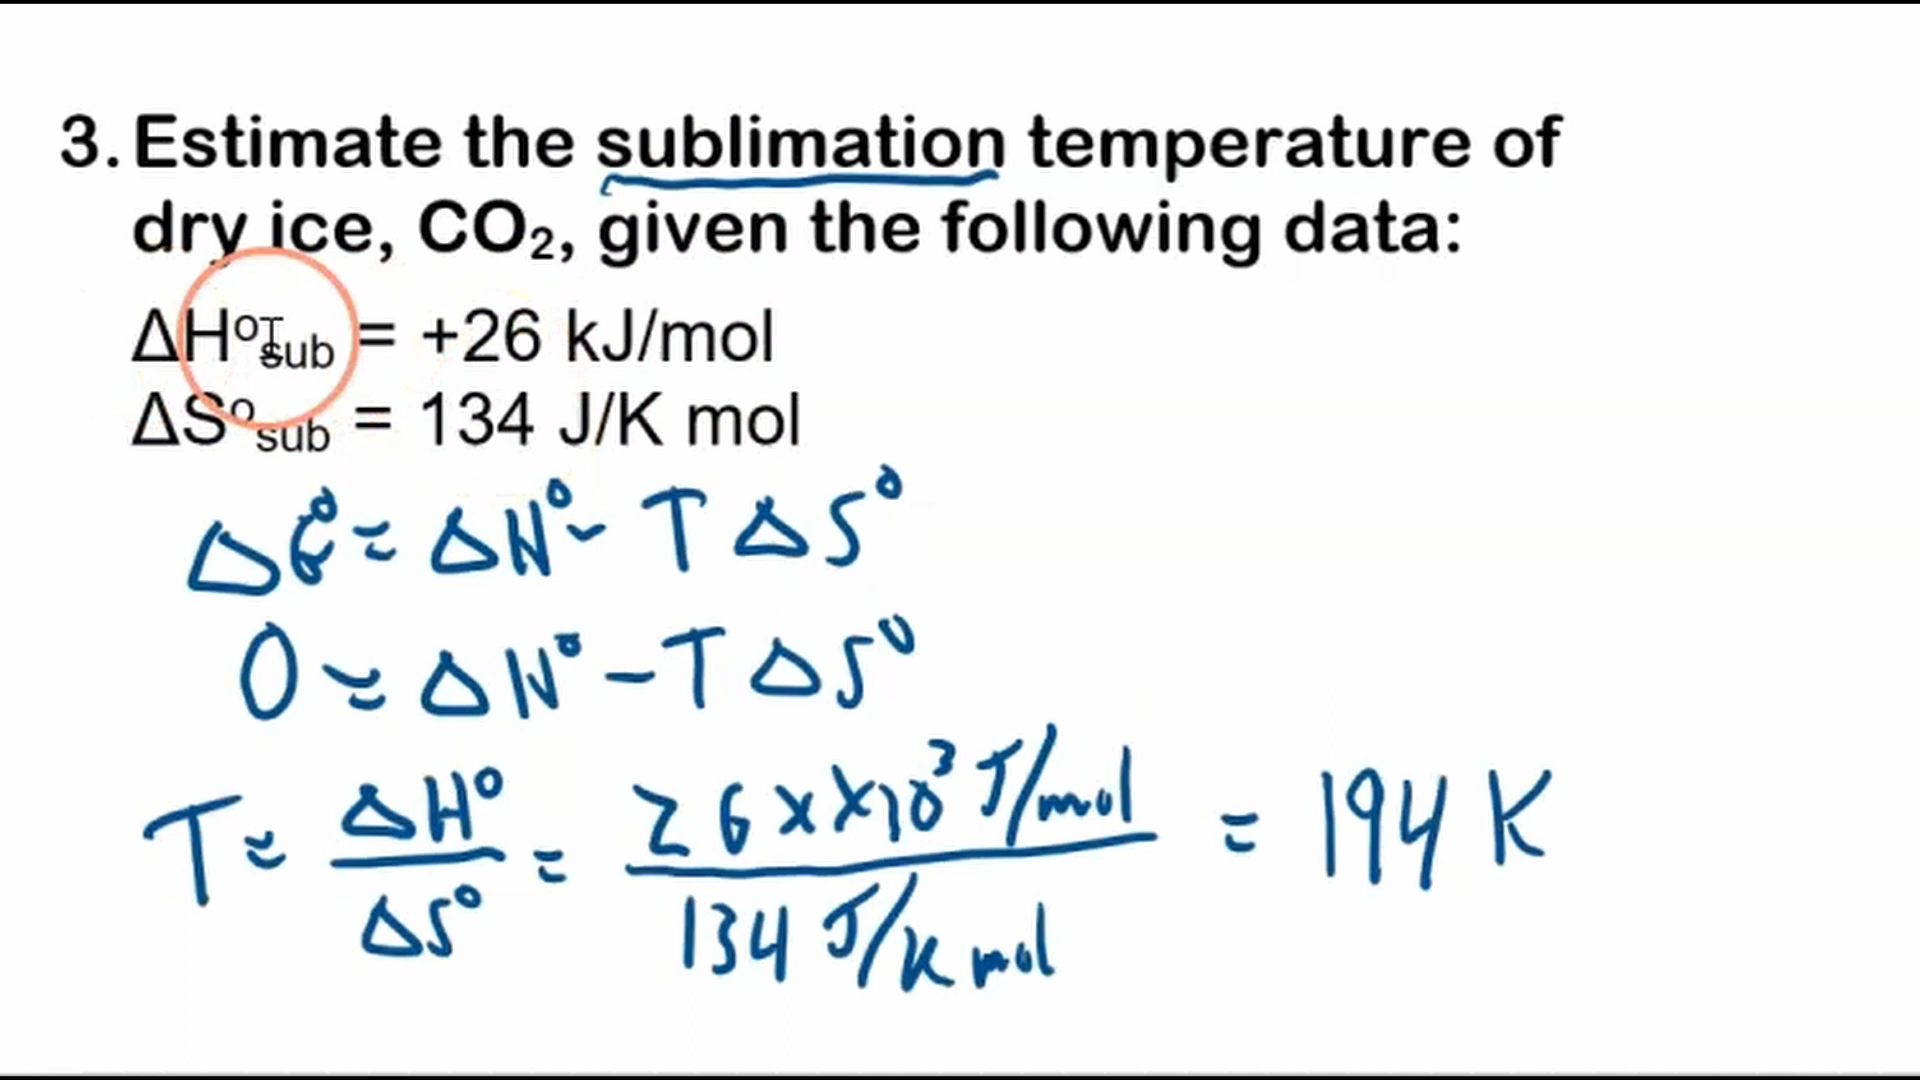 3. Estimate the sublimation temperature of
dry ice, CO₂, given the following data:
ΔH°sub = +26 kJ/mol
ΔS°sub = 134 J/K mol
ΔG° = ΔH° - TΔS°
0 = ΔH° - TΔS°
T = ΔH°/ΔS° = 26 x x10³ J/mol / 134 J/K mol = 194 K